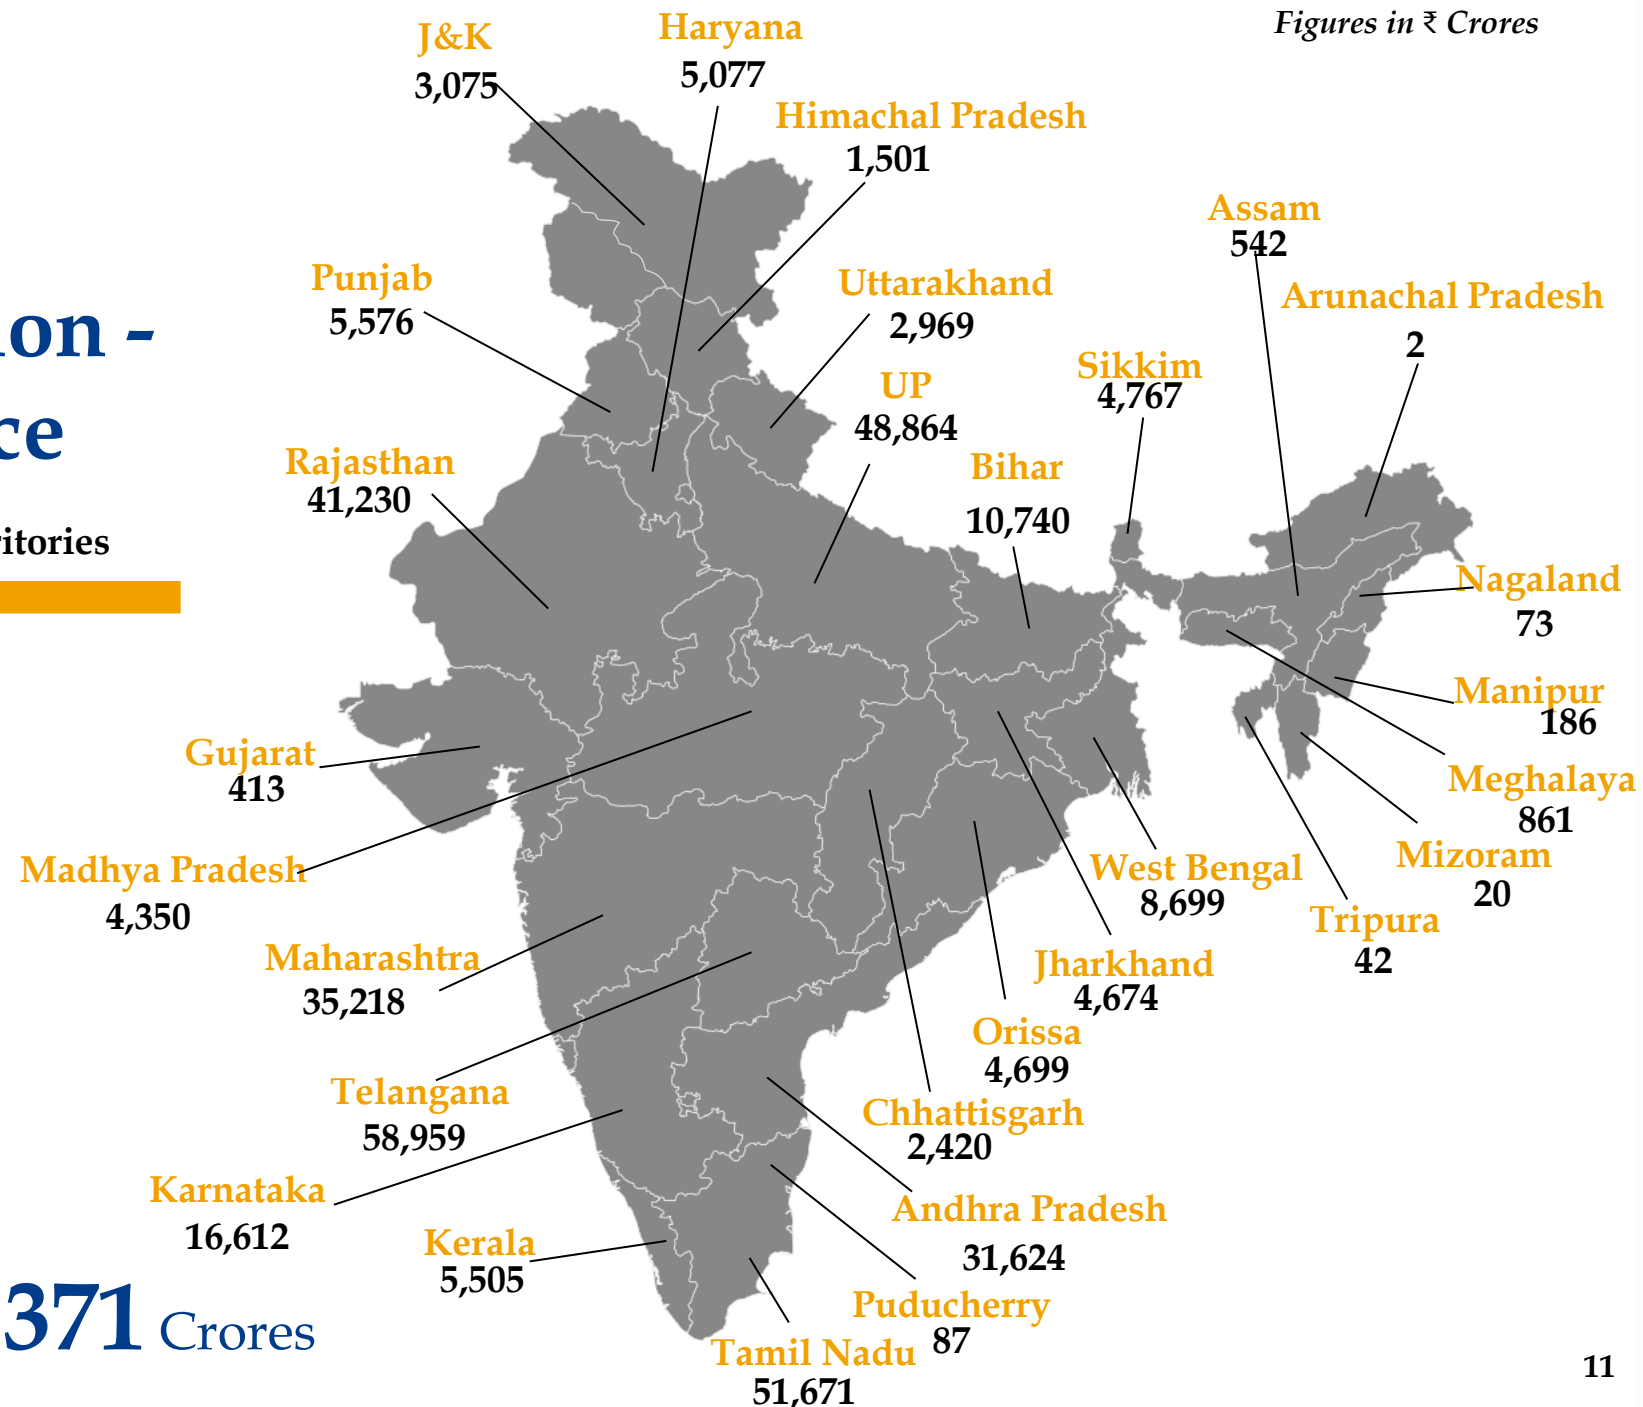 Figures in ₹ Crores
J&K
3,075
Haryana
5,077
Himachal Pradesh
1,501
Assam
542
Arunachal Pradesh
2
Punjab
5,576
Uttarakhand
2,969
Sikkim
4,767
UP
48,864
Rajasthan
41,230
Bihar
10,740
Nagaland
73
Manipur
186
Gujarat
413
Meghalaya
861
Madhya Pradesh
4,350
West Bengal
8,699
Mizoram
20
Tripura
42
Maharashtra
35,218
Jharkhand
4,674
Orissa
4,699
Telangana
58,959
Chhattisgarh
2,420
Karnataka
16,612
Andhra Pradesh
31,624
Kerala
5,505
Puducherry
87
Tamil Nadu
51,671
371 Crores
11